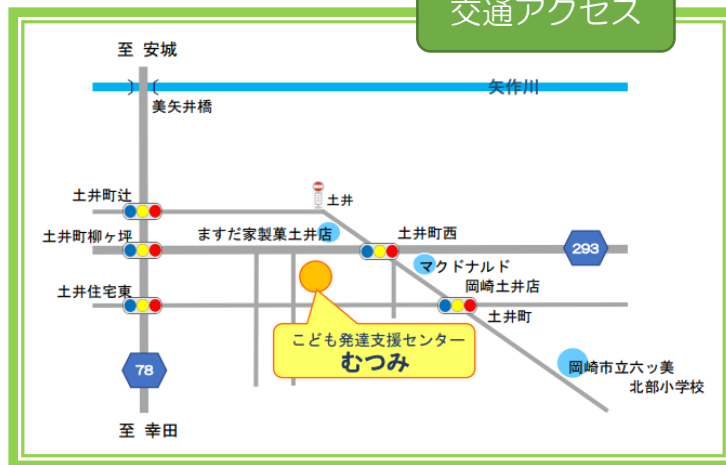 交通アクセス
至 安城
矢作川
美矢井橋
土井町辻
土井
土井町柳ヶ坪
ますだ家製菓土井店
土井町西
293
マクドナルド
岡崎土井店
土井住宅東
土井町
こども発達支援センター
むつみ
78
岡崎市立六ッ美
北部小学校
至 幸田